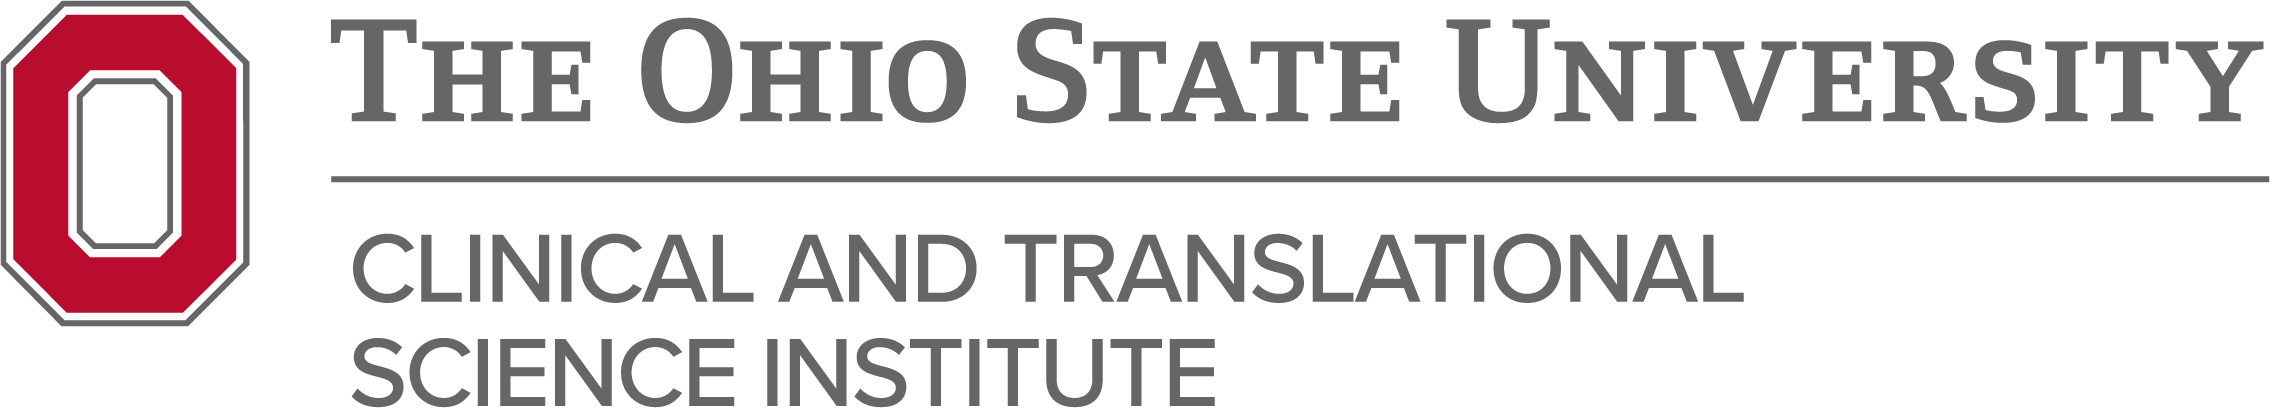 THE OHIO STATE UNIVERSITY
CLINICAL AND TRANSLATIONAL
SCIENCE INSTITUTE